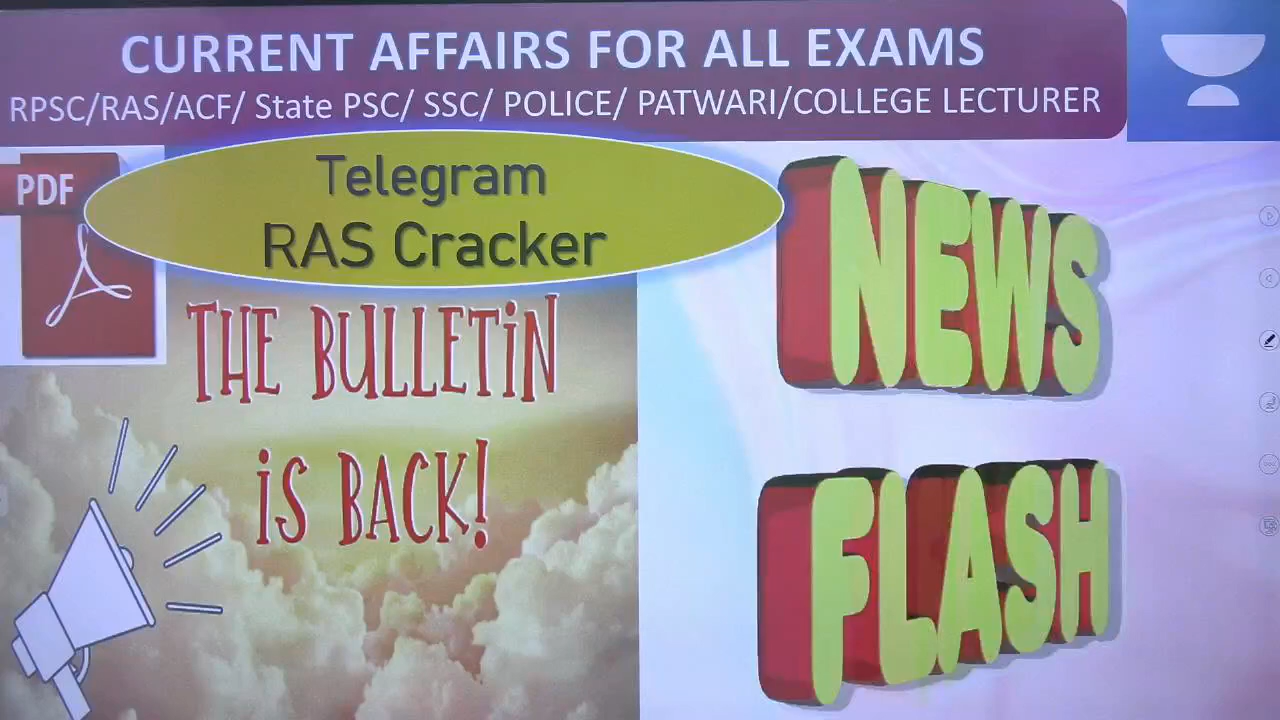 CURRENT AFFAIRS FOR ALL EXAMS
RPSC/RAS/ACF/ State PSC/ SSC/ POLICE/ PATWARI/COLLEGE LECTURER
PDF
Telegram
RAS Cracker
THE BULLETiN
iS BACK!
NEWS
FLASH